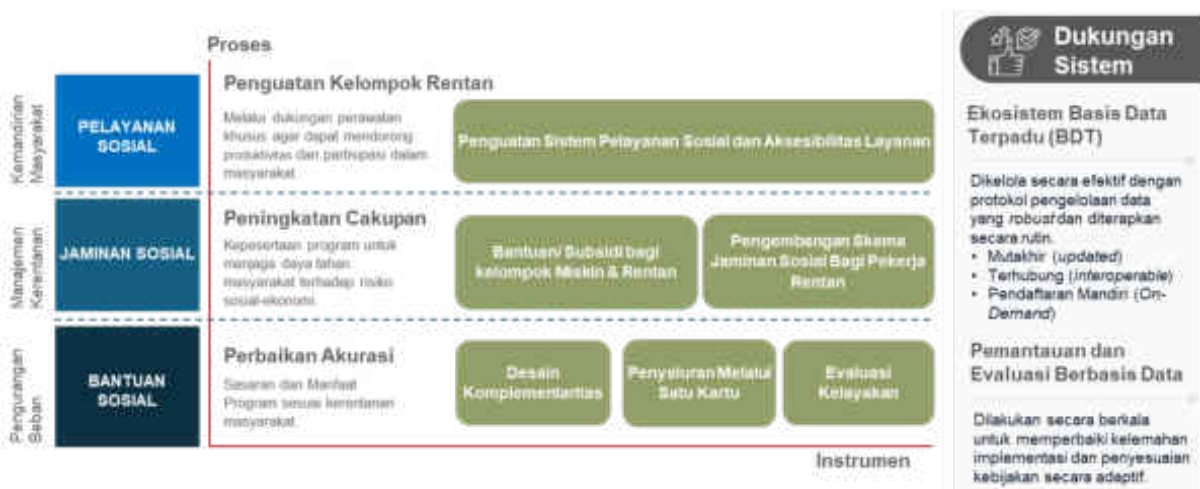 Proses
Kemandirian
Masyarakat
PELAYANAN
SOSIAL
Penguatan Kelompok Rentan
Melalui dukungan perawatan
khusus agar dapat mendorong
produktivitas dan partisipasi dalam
masyarakat.
Penguatan Sistem Pelayanan Sosial dan Aksesibilitas Layanan
Manajemen
Kerentanan
JAMINAN SOSIAL
Peningkatan Cakupan
Kepesertaan program untuk
menjaga daya tahan
masyarakat terhadap risiko
sosial-ekonomi.
Bantuan/ Subsidi bagi
kelompok Miskin & Rentan
Pengembangan Skema
Jaminan Sosial Bagi Pekerja
Rentan
Pengurangan
Beban
BANTUAN
SOSIAL
Perbaikan Akurasi
Sasaran dan Manfaat
Program sesuai kerentanan
masyarakat.
Desain
Komplementaritas
Penyaluran Melalui
Satu Kartu
Evaluasi
Kelayakan
Instrumen
Dukungan
Sistem
Ekosistem Basis Data
Terpadu (BDT)
Dikelola secara efektif dengan
protokol pengelolaan data
yang robust dan diterapkan
secara rutin.
• Mutakhir (updated)
• Terhubung (interoperable)
• Pendaftaran Mandiri (On-
Demand)
Pemantauan dan
Evaluasi Berbasis Data
Dilakukan secara berkala
untuk memperbaiki kelemahan
implementasi dan penyesuaian
kebijakan secara adaptif.